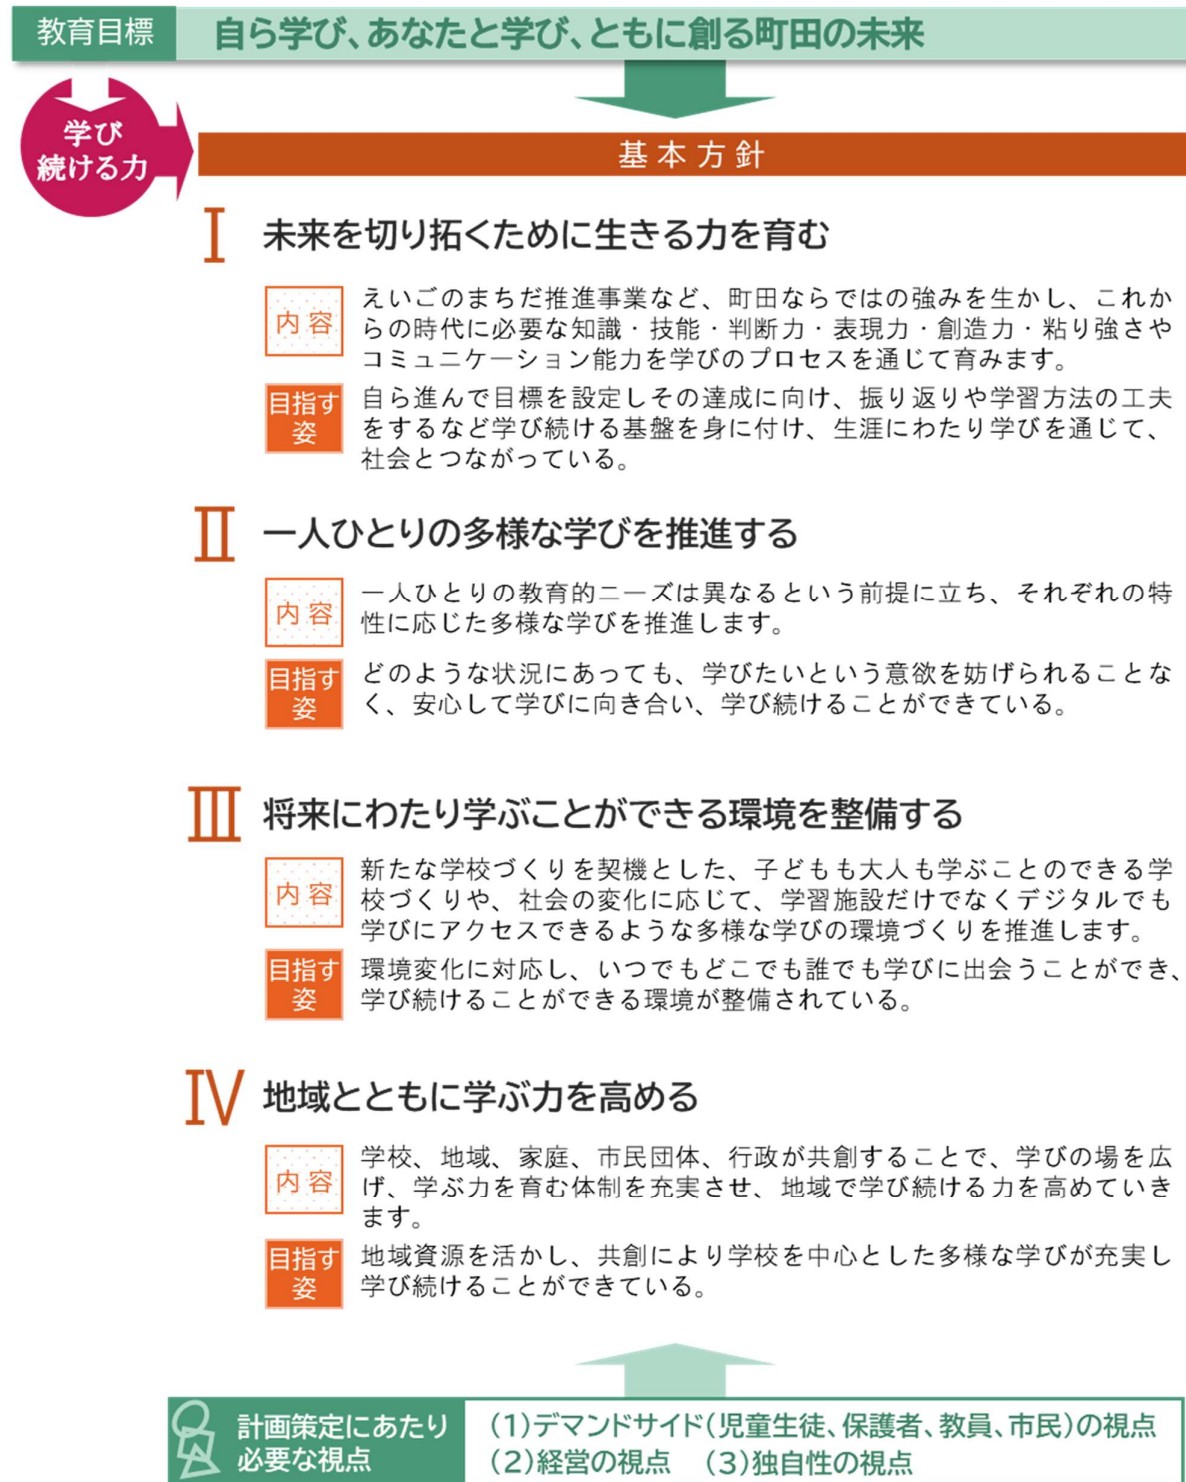 教育目標
自ら学び、あなたと学び、ともに創る町田の未来
学び
続ける力
基本方針
Ⅰ 未来を切り拓くために生きる力を育む
内容
えいごのまちだ推進事業など、町田ならではの強みを生かし、これか
らの時代に必要な知識・技能・判断力・表現力・創造力・粘り強さや
コミュニケーション能力を学びのプロセスを通じて育みます。
目指す
姿
自ら進んで目標を設定しその達成に向け、振り返りや学習方法の工夫
をするなど学び続ける基盤を身に付け、生涯にわたり学びを通じて、
社会とつながっている。
Ⅱ 一人ひとりの多様な学びを推進する
内容
一人ひとりの教育的ニーズは異なるという前提に立ち、それぞれの特
性に応じた多様な学びを推進します。
目指す
姿
どのような状況にあっても、学びたいという意欲を妨げられることな
く、安心して学びに向き合い、学び続けることができている。
Ⅲ 将来にわたり学ぶことができる環境を整備する
内容
新たな学校づくりを契機とした、子どもも大人も学ぶことのできる学
校づくりや、社会の変化に応じて、学習施設だけでなくデジタルでも
学びにアクセスできるような多様な学びの環境づくりを推進します。
目指す
姿
環境変化に対応し、いつでもどこでも誰でも学びに出会うことができ、
学び続けることができる環境が整備されている。
Ⅳ 地域とともに学ぶ力を高める
内容
学校、地域、家庭、市民団体、行政が共創することで、学びの場を広
げ、学ぶ力を育む体制を充実させ、地域で学び続ける力を高めていき
ます。
目指す
姿
地域資源を活かし、共創により学校を中心とした多様な学びが充実し
学び続けることができている。
計画策定にあたり
必要な視点
(1)デマンドサイド(児童生徒、保護者、教員、市民)の視点
(2)経営の視点 (3)独自性の視点